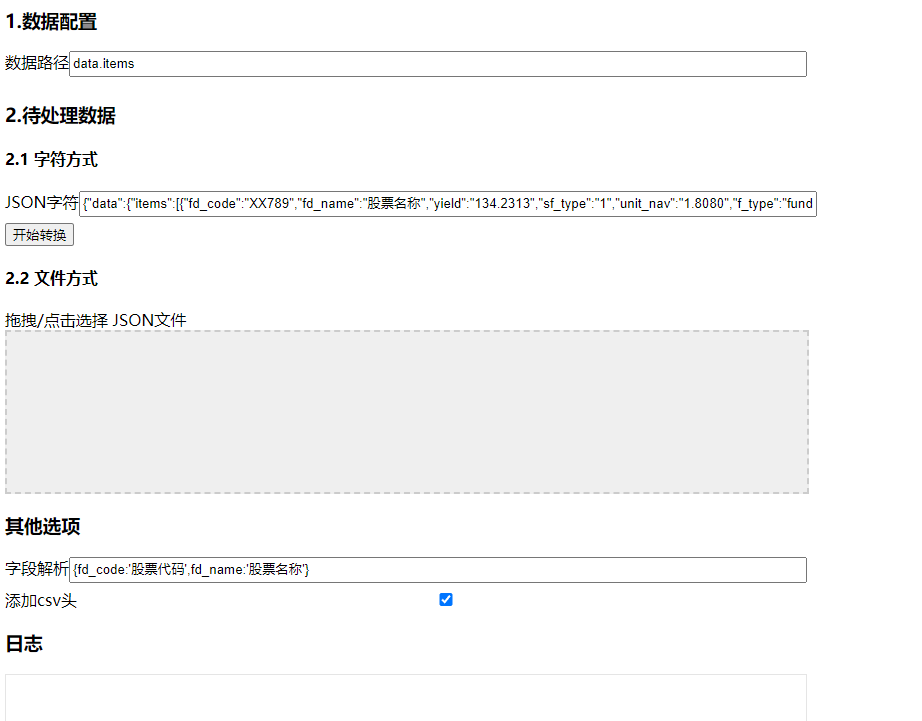 1.数据配置
数据路径data.items
2.待处理数据
2.1 字符方式
JSON字符{"data":{"items":[{"fd_code":"XX789","fd_name":"股票名称","yield":"134.2313","sf_type":"1","unit_nav":"1.8080","f_type":"fund
开始转换
2.2 文件方式
拖拽/点击选择 JSON文件
其他选项
字段解析{fd_code:'股票代码',fd_name:'股票名称'}
添加csv头
日志